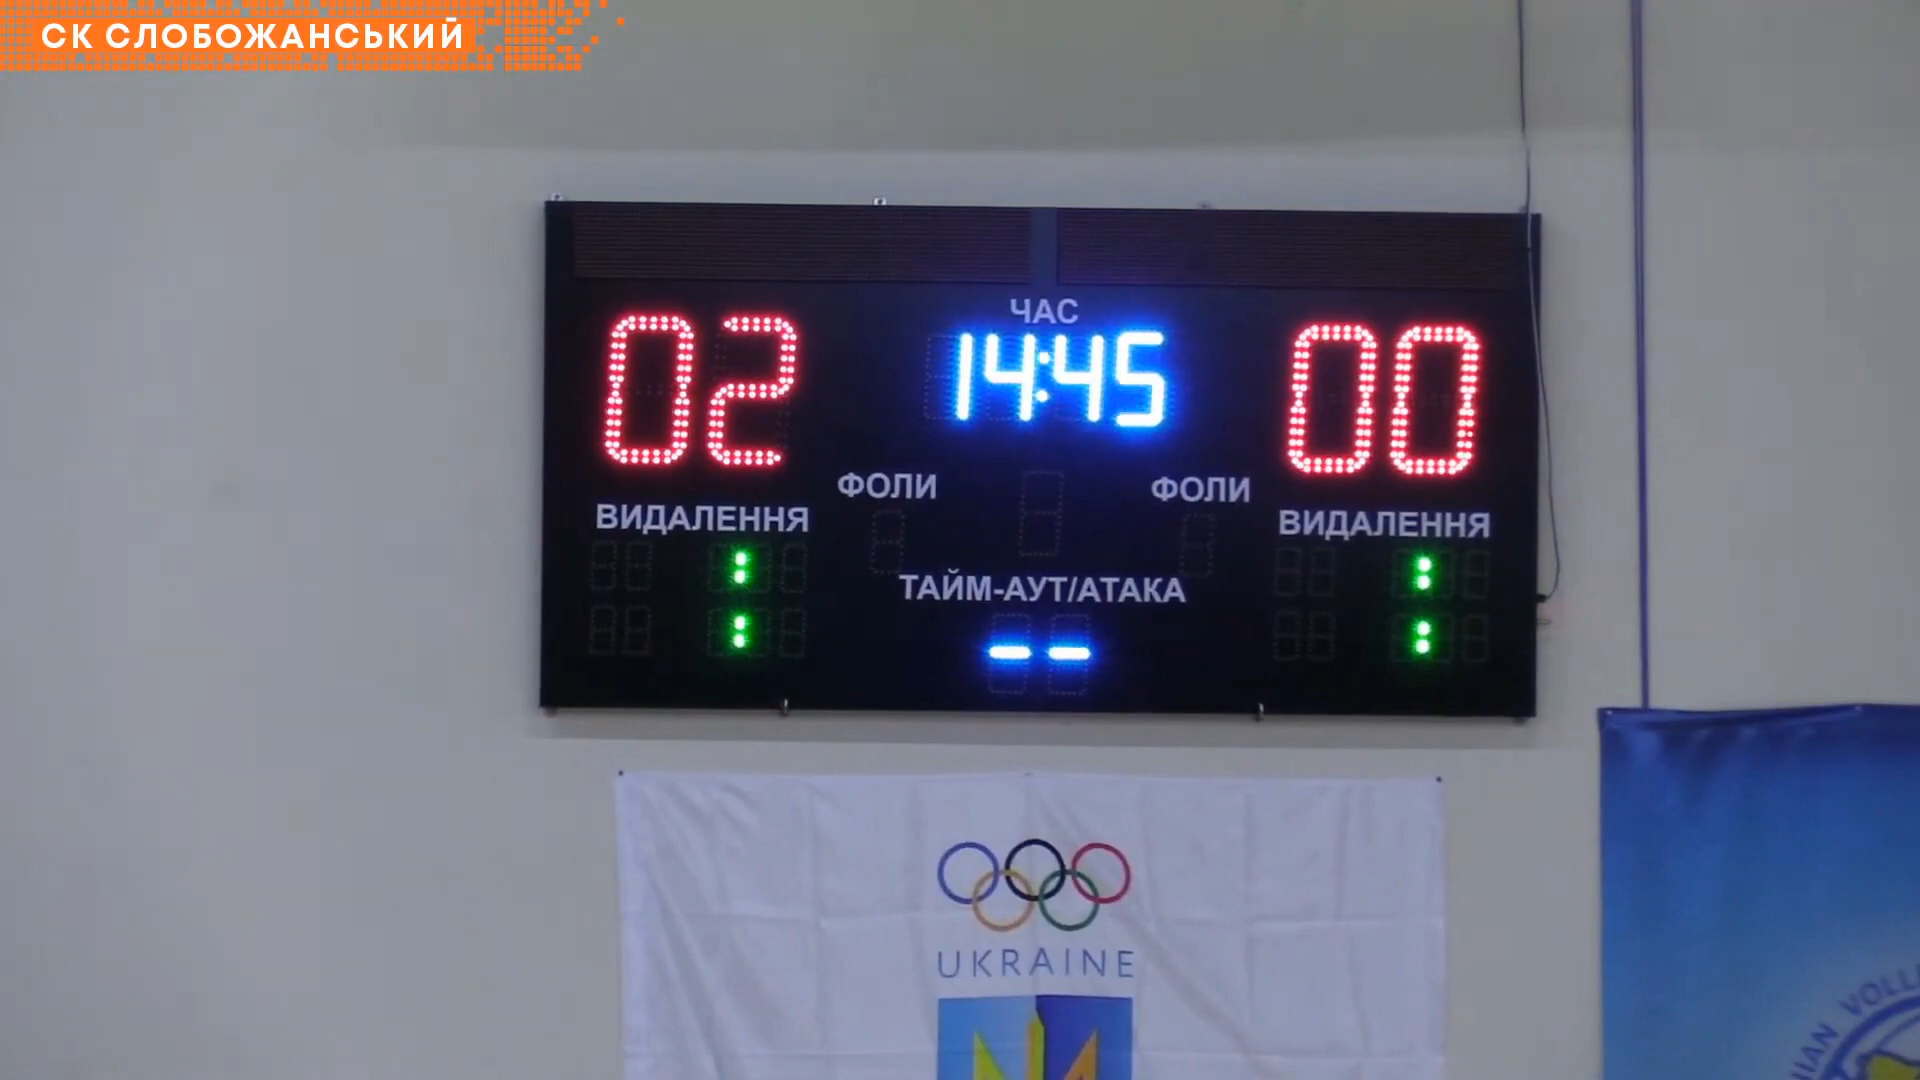 СК СЛОБОЖАНСЬКИЙ
ЧАС
02 14:45 00
ФОЛИ ФОЛИ
ВИДАЛЕННЯ ВИДАЛЕННЯ
: :
ТАЙМ-АУТ/АТАКА
: -- :
UKRAINE